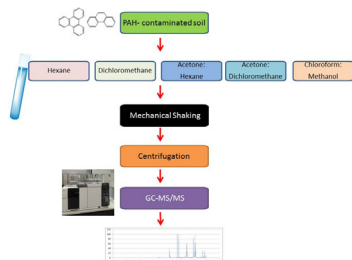 PAH- contaminated soil
Hexane
Dichloromethane
Acetone:
Hexane
Acetone:
Dichloromethane
Chloroform:
Methanol
Mechanical Shaking
Centrifugation
GC-MS/MS